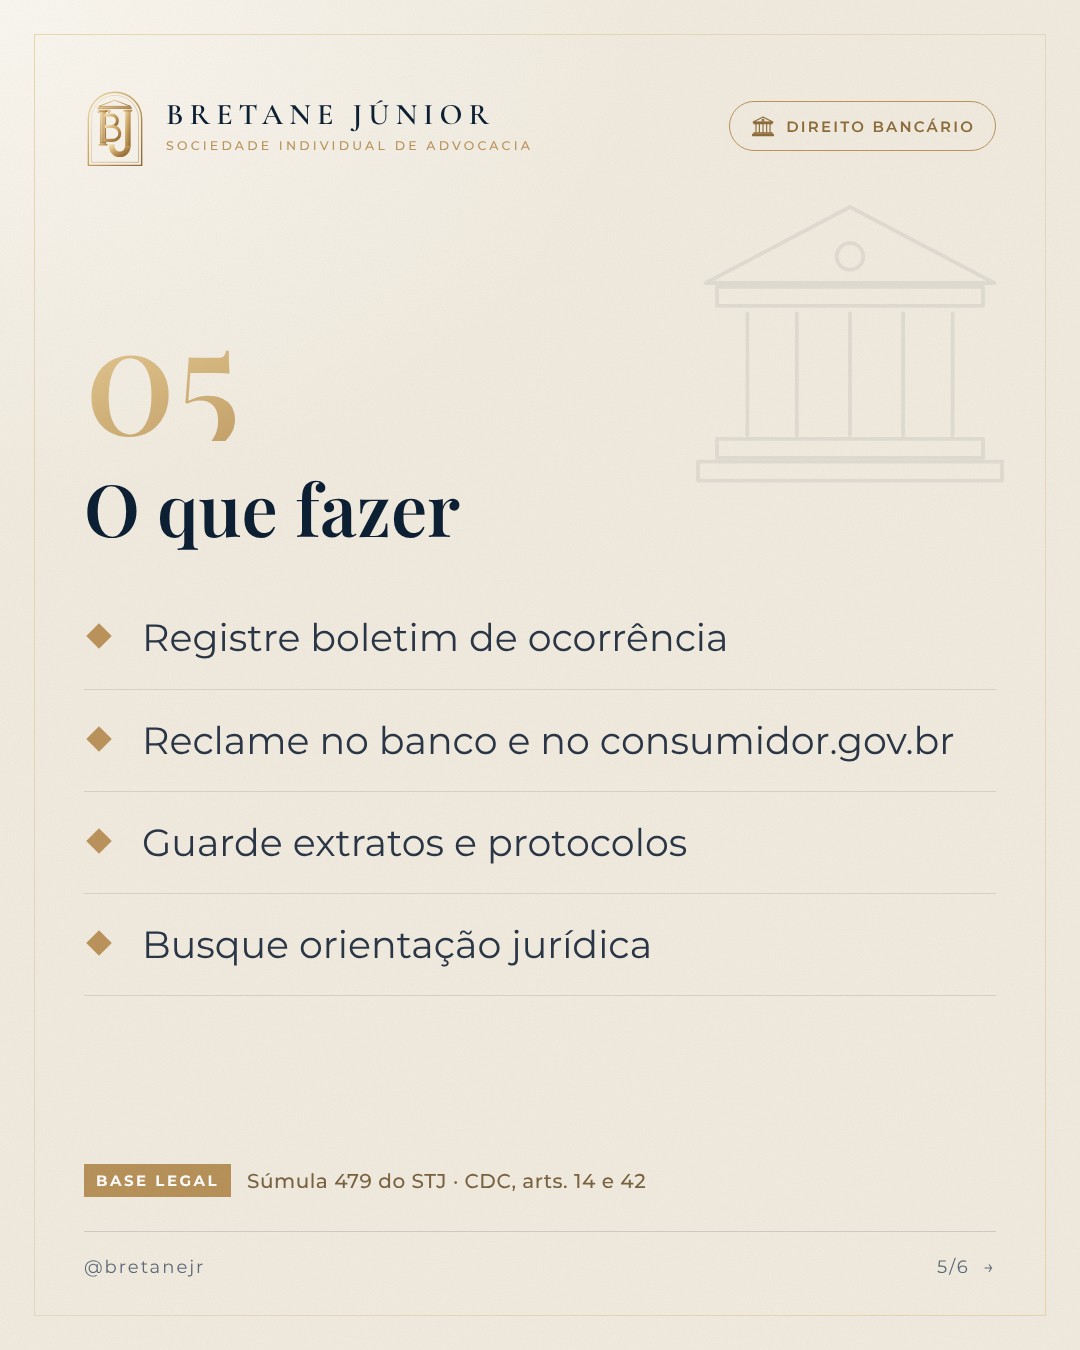 BJ
BRETANE JÚNIOR
SOCIEDADE INDIVIDUAL DE ADVOCACIA
DIREITO BANCÁRIO
05
O que fazer
Registre boletim de ocorrência
Reclame no banco e no consumidor.gov.br
Guarde extratos e protocolos
Busque orientação jurídica
BASE LEGAL Súmula 479 do STJ · CDC, arts. 14 e 42
@bretanejr
5/6 →